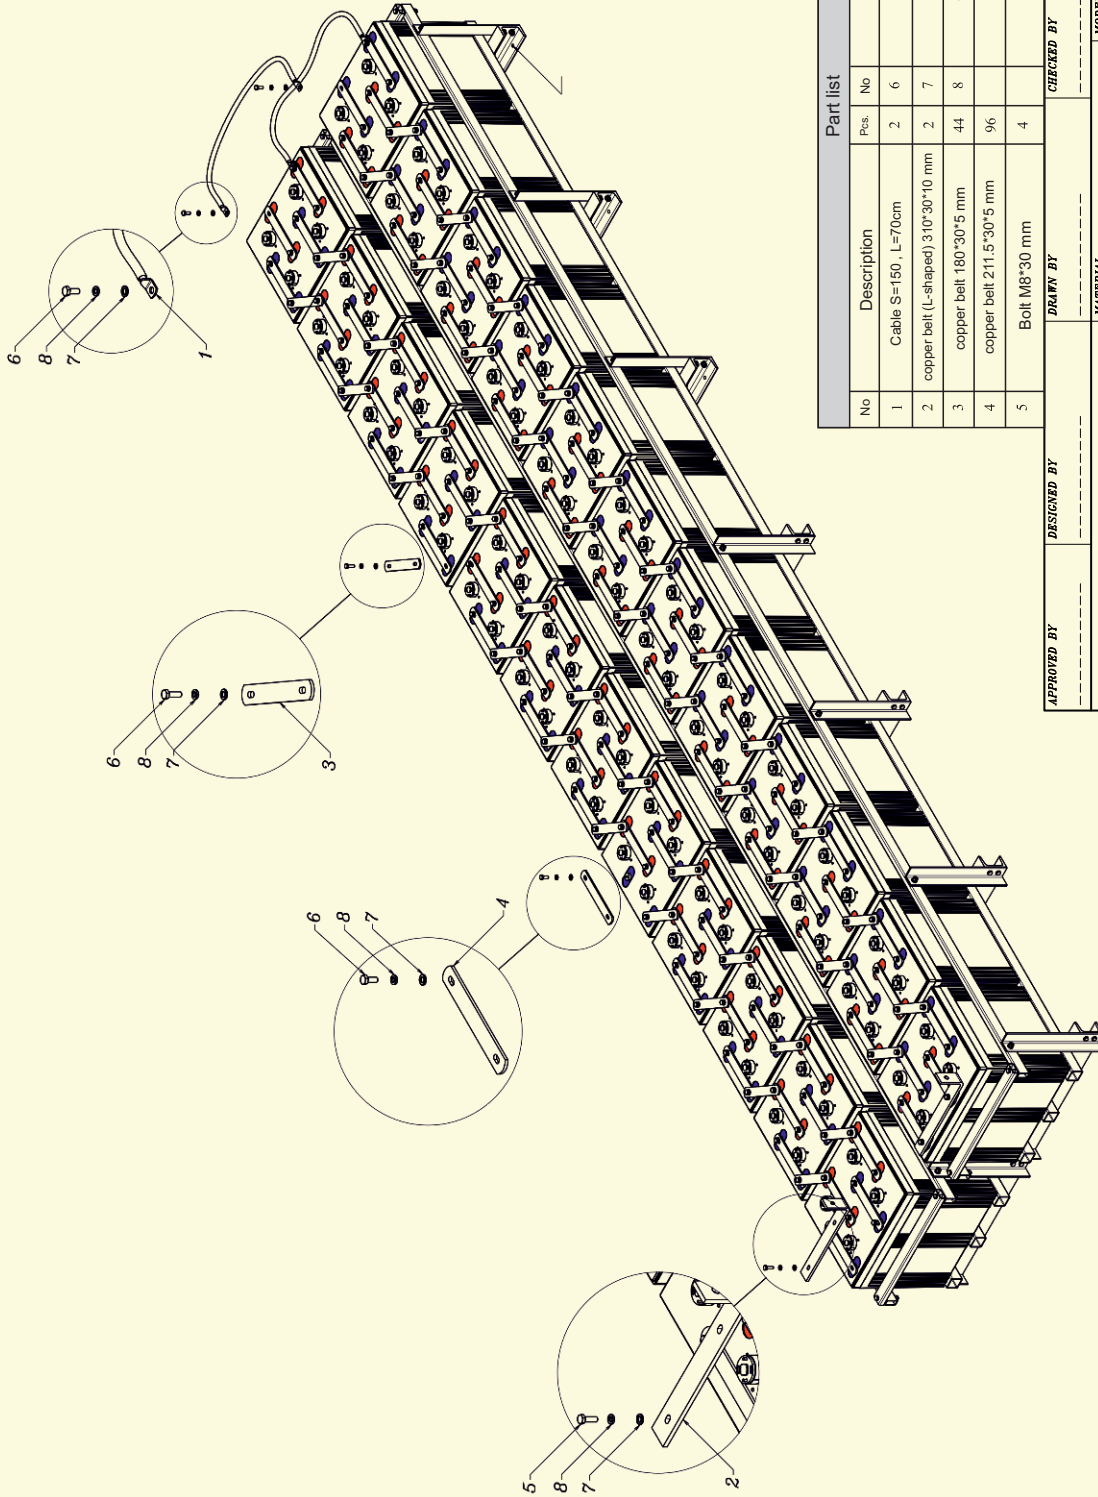 6
8
7
1
6
8
7
3
6
8
7
4
5
8
7
2
Part list
No Description Pcs. No
1 Cable S=150 , L=70cm 2 6
2 copper belt (L-shaped) 310*30*10 mm 2 7
3 copper belt 180*30*5 mm 44 8
4 copper belt 211.5*30*5 mm 96
5 Bolt M8*30 mm 4
APPROVED BY DESIGNED BY DRAWN BY CHECKED BY